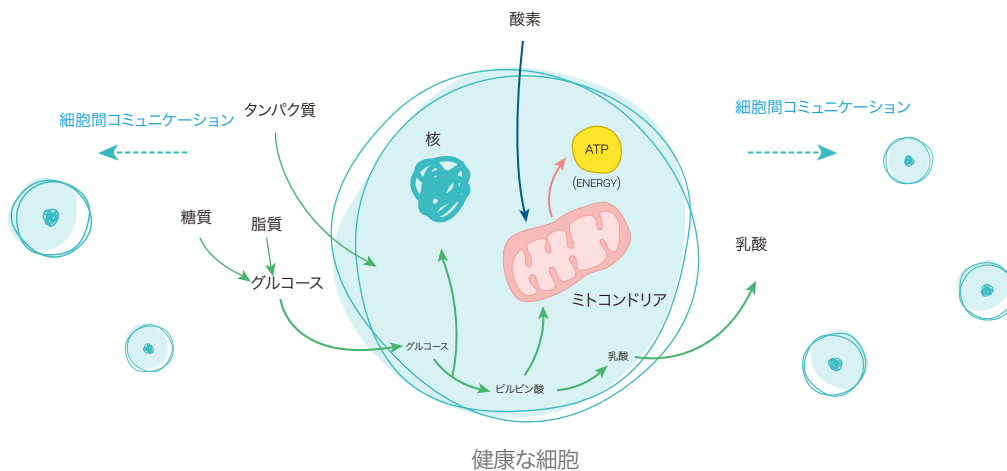 酸素
タンパク質
細胞間コミュニケーション
細胞間コミュニケーション
核
ATP
(ENERGY)
糖質
脂質
グルコース
乳酸
ミトコンドリア
グルコース
乳酸
ピルビン酸
健康な細胞